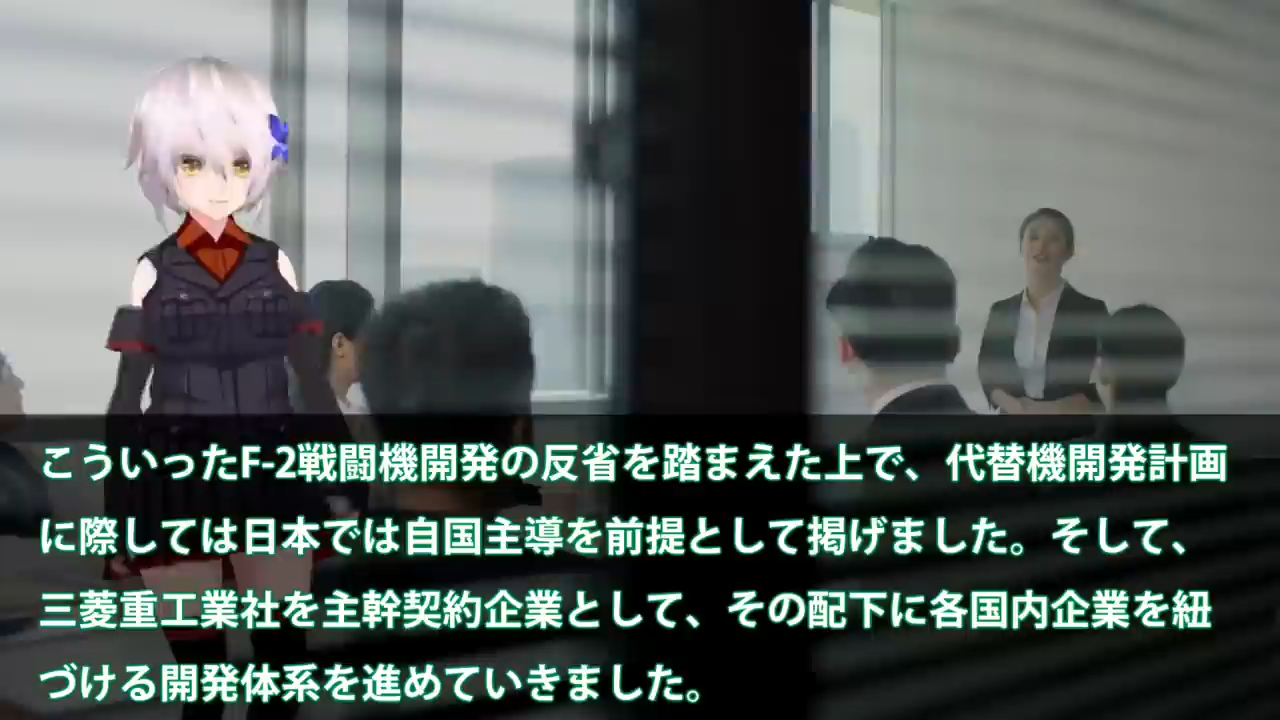 こういったF-2戦闘機開発の反省を踏まえた上で、代替機開発計画
に際しては日本では自国主導を前提として掲げました。そして、
三菱重工業社を主幹契約企業として、その配下に各国内企業を紐
づける開発体系を進めていきました。